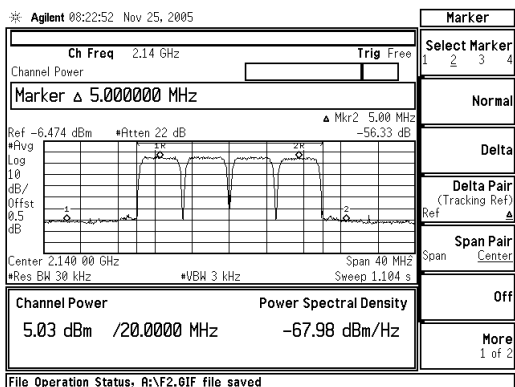 Agilent 08:22:52 Nov 25, 2005
Marker
Ch Freq 2.14 GHz Trig Free
Channel Power
Marker Δ 5.000000 MHz
Δ Mkr2 5.00 MHz
Ref -6.474 dBm #Atten 22 dB -56.33 dB
#Avg
Log
10
dB/
Offst
0.5
dB
1R 2R
1 2
Center 2.140 00 GHz Span 40 MHz
#Res BW 30 kHz #VBW 3 kHz Sweep 1.104 s
Channel Power Power Spectral Density
5.03 dBm /20.0000 MHz -67.98 dBm/Hz
Select Marker
1 2 3 4
Normal
Delta
Delta Pair
(Tracking Ref)
Ref Δ
Span Pair
Span Center
Off
More
1 of 2
File Operation Status, A:\F2.GIF file saved